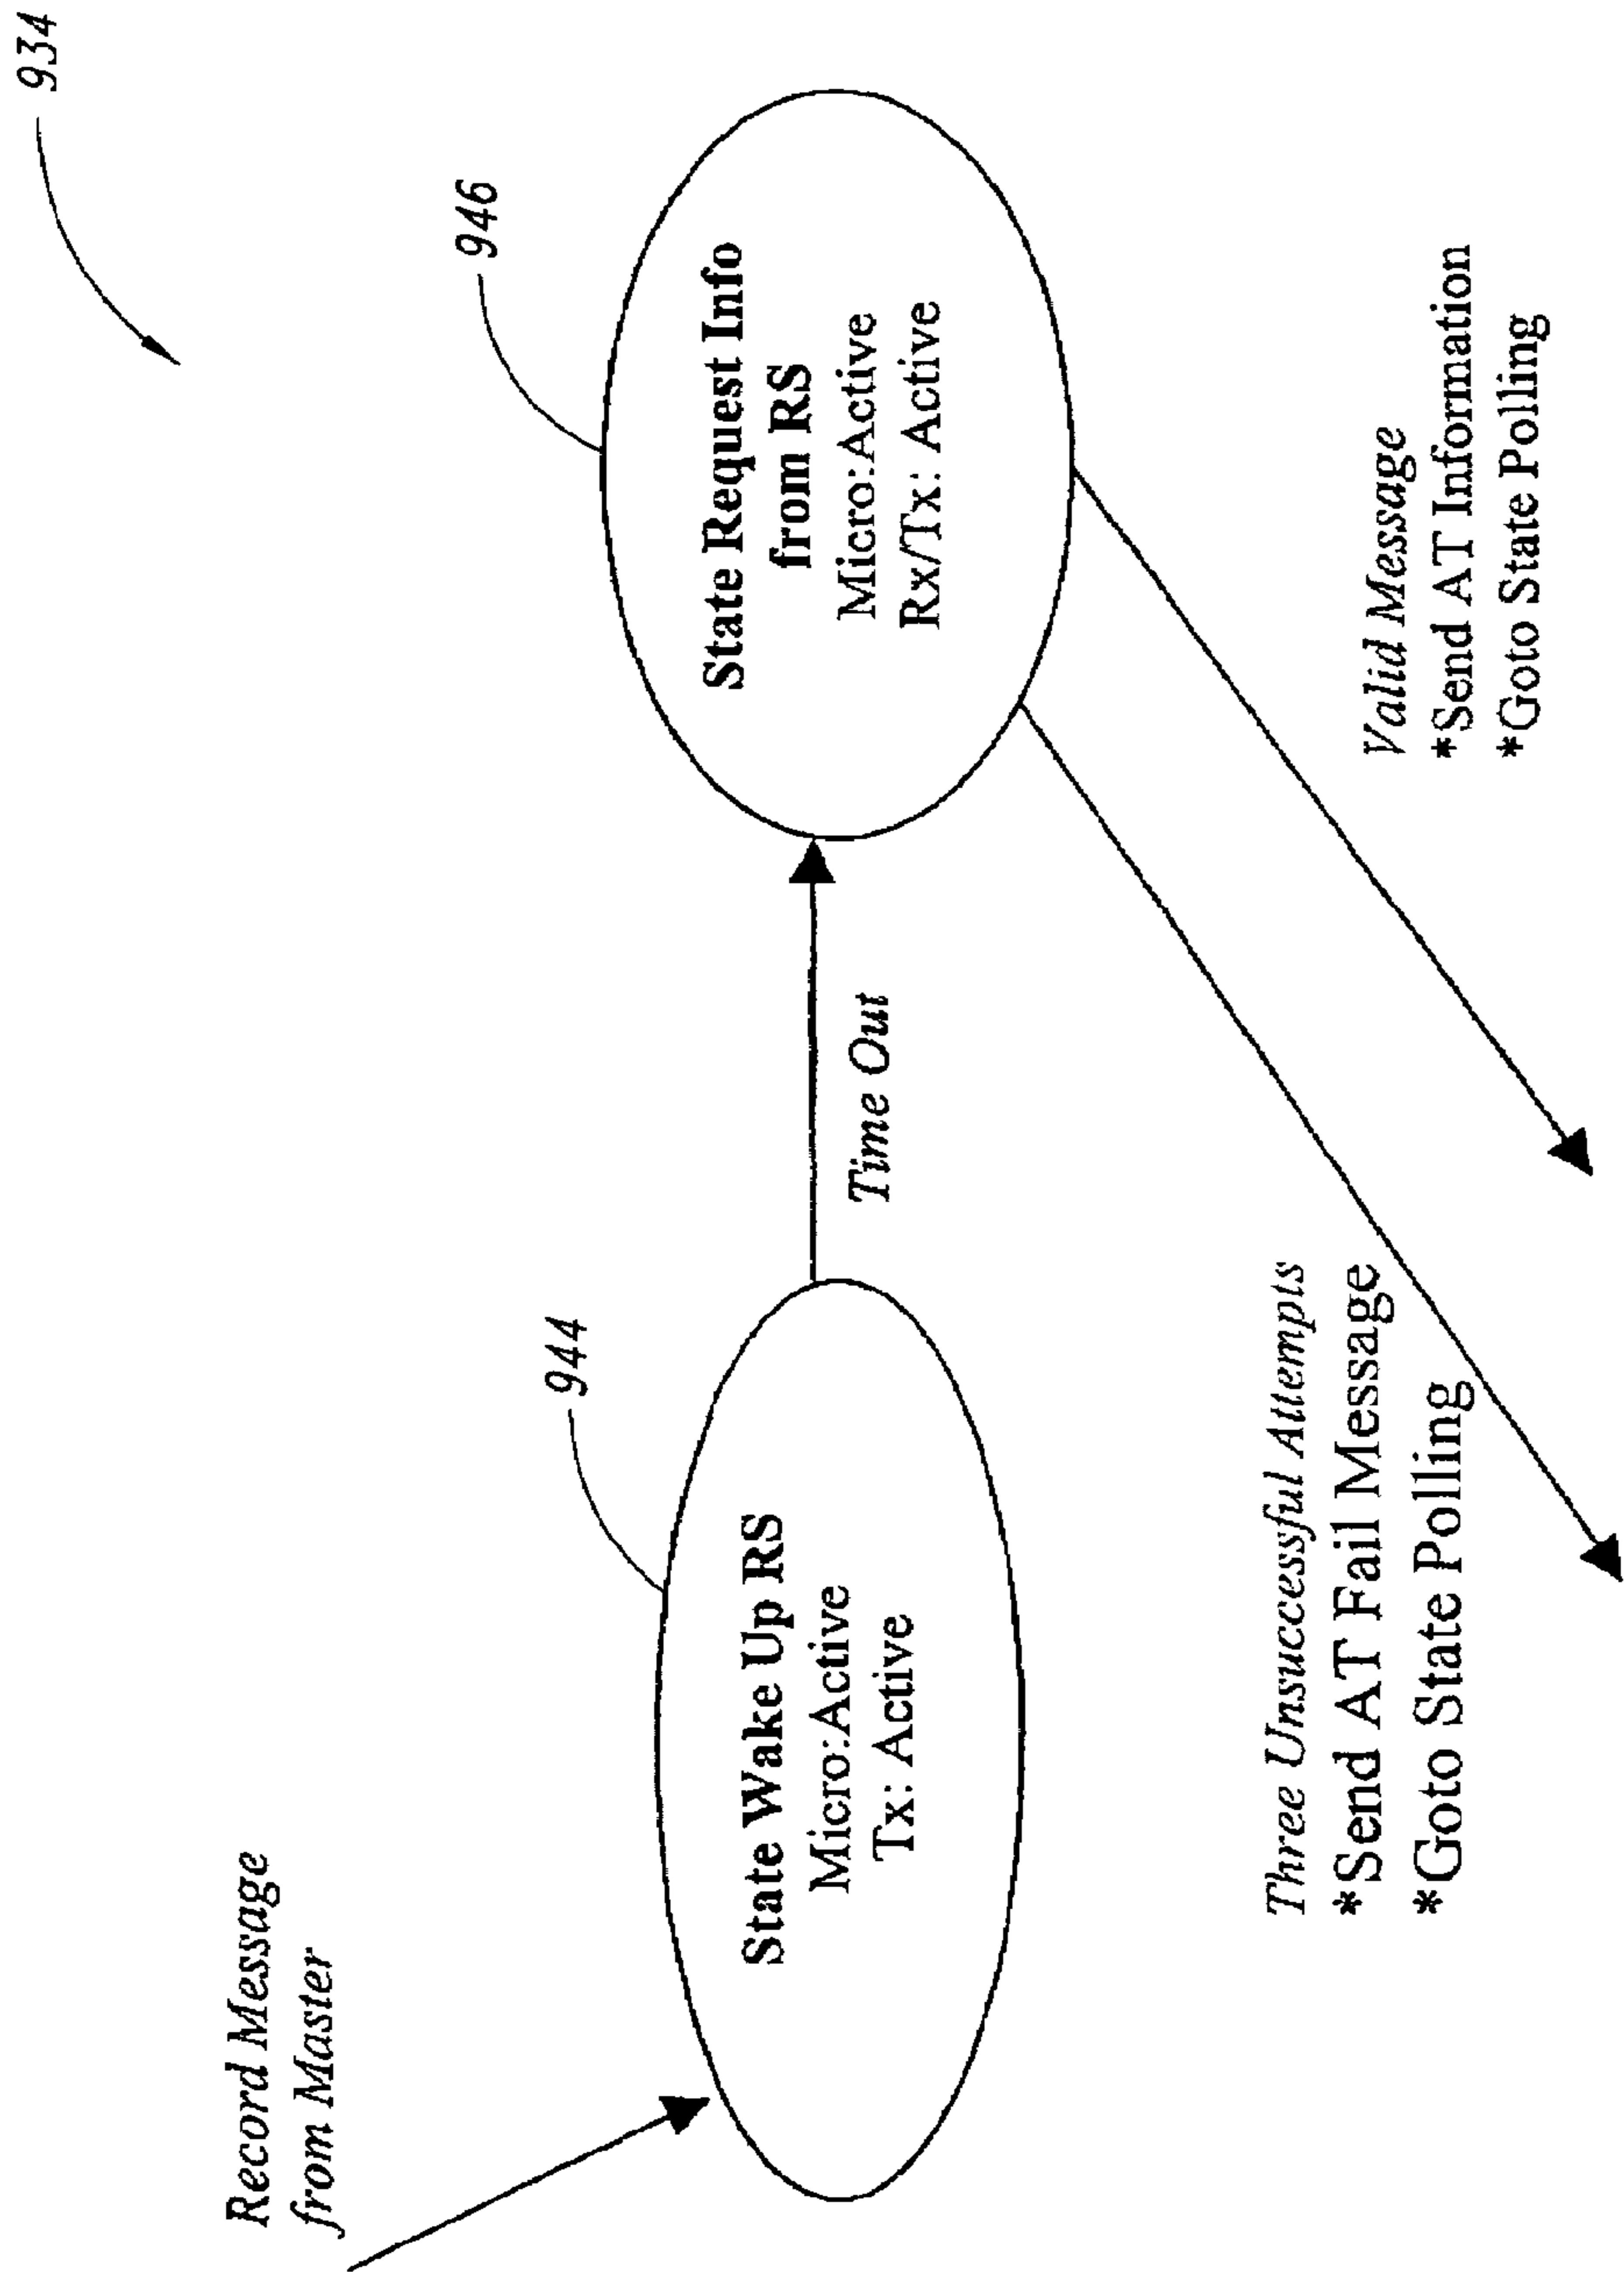 934
Record Message
from Master
944
State Wake Up RS
Micro:Active
Tx: Active
Time Out
946
State Request Info
from RS
Micro:Active
Rx/Tx: Active
Three Unsuccessful Attempts
*Send AT Fail Message
*Goto State Polling
Valid Message
*Send AT Information
*Goto State Polling